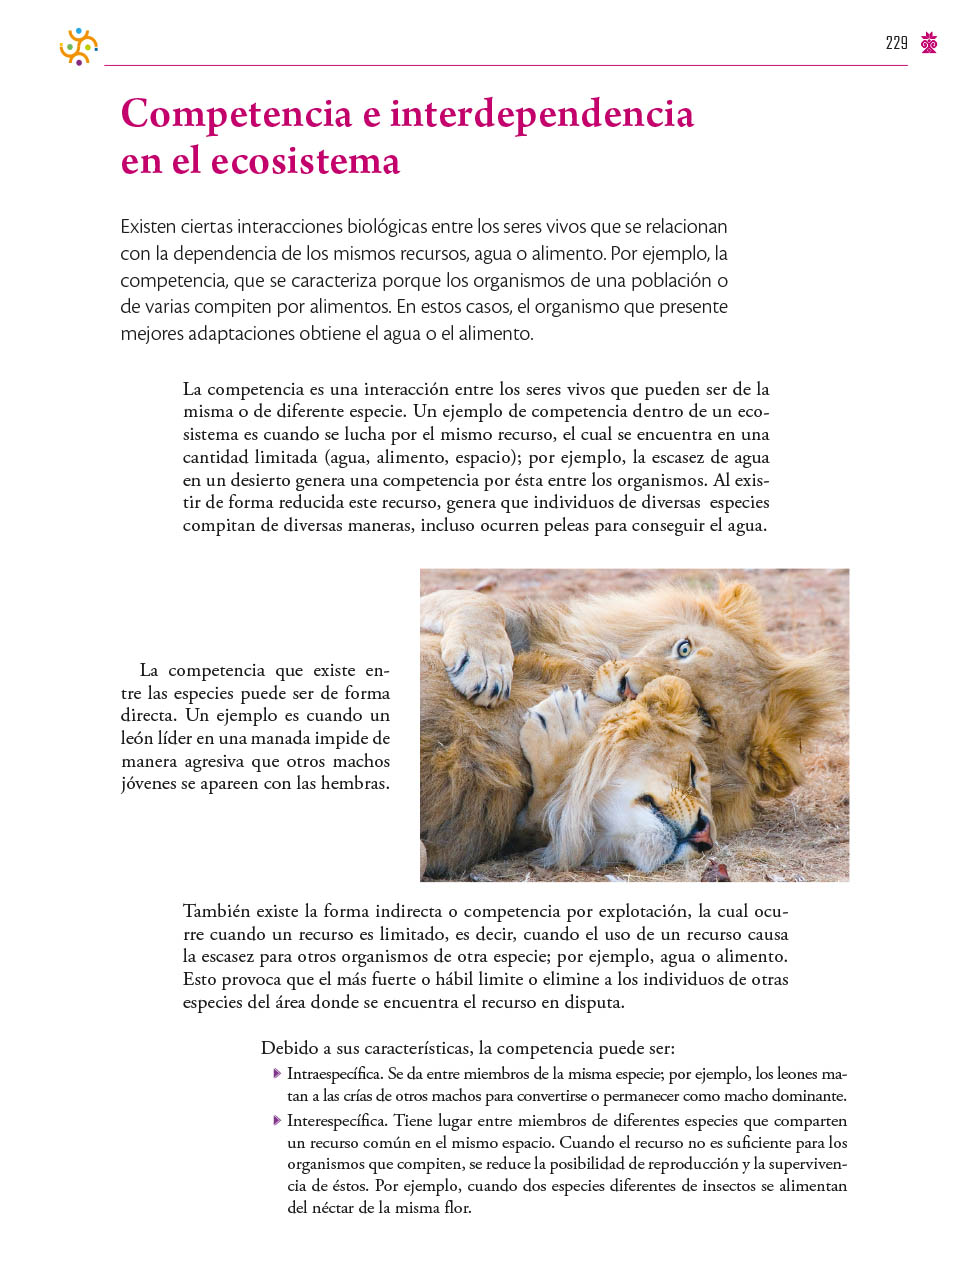 229
Competencia e interdependencia
en el ecosistema
Existen ciertas interacciones biológicas entre los seres vivos que se relacionan
con la dependencia de los mismos recursos, agua o alimento. Por ejemplo, la
competencia, que se caracteriza porque los organismos de una población o
de varias compiten por alimentos. En estos casos, el organismo que presente
mejores adaptaciones obtiene el agua o el alimento.
La competencia es una interacción entre los seres vivos que pueden ser de la
misma o de diferente especie. Un ejemplo de competencia dentro de un eco-
sistema es cuando se lucha por el mismo recurso, el cual se encuentra en una
cantidad limitada (agua, alimento, espacio); por ejemplo, la escasez de agua
en un desierto genera una competencia por ésta entre los organismos. Al exis-
tir de forma reducida este recurso, genera que individuos de diversas especies
compitan de diversas maneras, incluso ocurren peleas para conseguir el agua.
La competencia que existe en-
tre las especies puede ser de forma
directa. Un ejemplo es cuando un
león líder en una manada impide de
manera agresiva que otros machos
jóvenes se apareen con las hembras.
También existe la forma indirecta o competencia por explotación, la cual ocu-
rre cuando un recurso es limitado, es decir, cuando el uso de un recurso causa
la escasez para otros organismos de otra especie; por ejemplo, agua o alimento.
Esto provoca que el más fuerte o hábil limite o elimine a los individuos de otras
especies del área donde se encuentra el recurso en disputa.
Debido a sus características, la competencia puede ser:
Intraespecífica. Se da entre miembros de la misma especie; por ejemplo, los leones ma-
tan a las crías de otros machos para convertirse o permanecer como macho dominante.
Interespecífica. Tiene lugar entre miembros de diferentes especies que comparten
un recurso común en el mismo espacio. Cuando el recurso no es suficiente para los
organismos que compiten, se reduce la posibilidad de reproducción y la superviven-
cia de éstos. Por ejemplo, cuando dos especies diferentes de insectos se alimentan
del néctar de la misma flor.